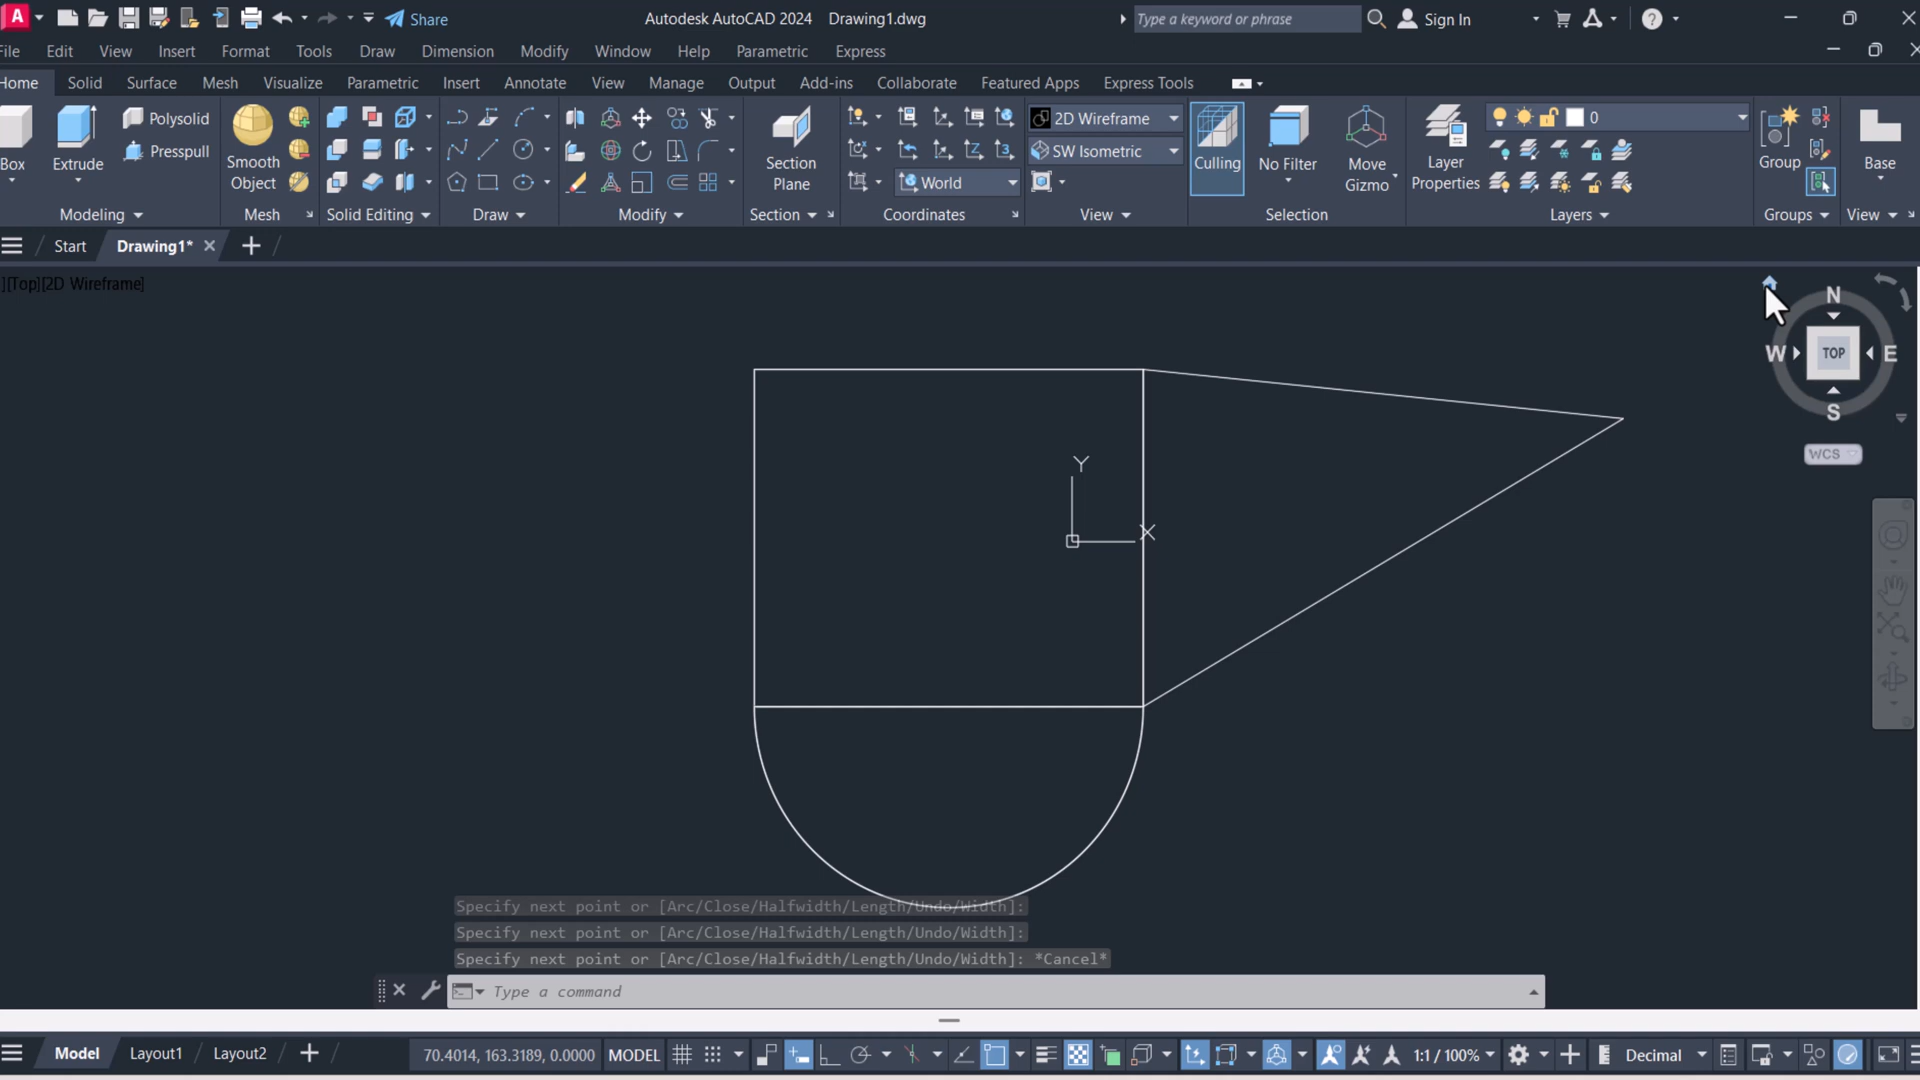 A Share Autodesk AutoCAD 2024 Drawing1.dwg Type a keyword or phrase Sign In
File Edit View Insert Format Tools Draw Dimension Modify Window Help Parametric Express
Home Solid Surface Mesh Visualize Parametric Insert Annotate View Manage Output Add-ins Collaborate Featured Apps Express Tools
Polysolid 2D Wireframe 0
Box Extrude Presspull Smooth Object Section Plane SW Isometric Culling No Filter Move Gizmo Layer Properties Group Base
World
Modeling Mesh Solid Editing Draw Modify Section Coordinates View Selection Layers Groups View
Start Drawing1*
][Top][2D Wireframe]
N
W TOP E
S
WCS
Y
X
Specify next point or [Arc/Close/Halfwidth/Length/Undo/Width]:
Specify next point or [Arc/Close/Halfwidth/Length/Undo/Width]:
Specify next point or [Arc/Close/Halfwidth/Length/Undo/Width]: *Cancel*
Type a command
Model Layout1 Layout2 70.4014, 163.3189, 0.0000 MODEL 1:1 / 100% Decimal